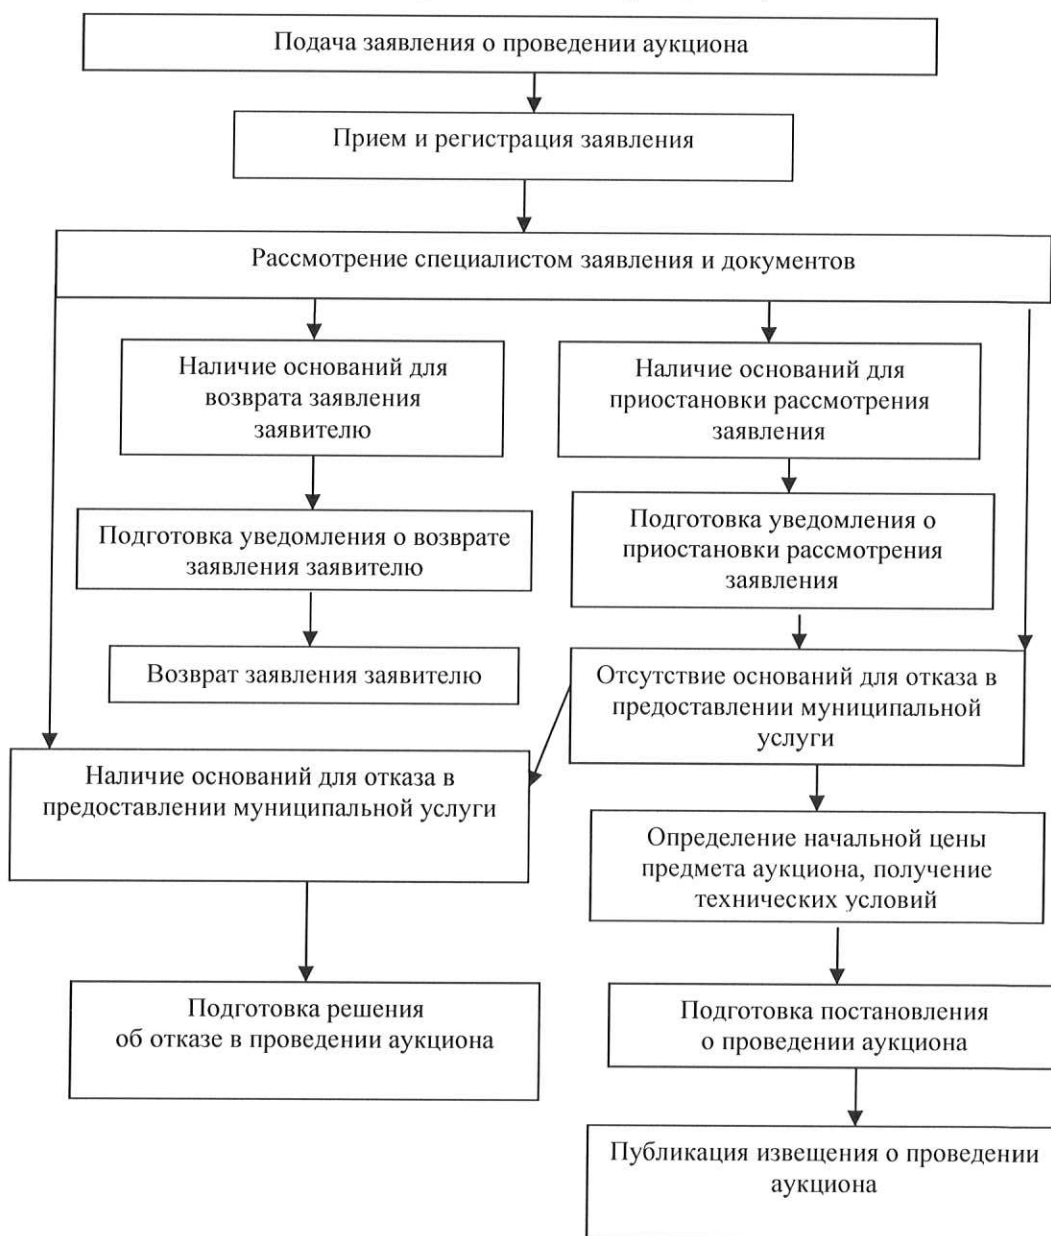 Подача заявления о проведении аукциона
Прием и регистрация заявления
Рассмотрение специалистом заявления и документов
Наличие оснований для
возврата заявления
заявителю
Наличие оснований для
приостановки рассмотрения
заявления
Подготовка уведомления о возврате
заявления заявителю
Подготовка уведомления о
приостановки рассмотрения
заявления
Возврат заявления заявителю
Отсутствие оснований для отказа в
предоставлении муниципальной
услуги
Наличие оснований для отказа в
предоставлении муниципальной услуги
Определение начальной цены
предмета аукциона, получение
технических условий
Подготовка решения
об отказе в проведении аукциона
Подготовка постановления
о проведении аукциона
Публикация извещения о проведении
аукциона